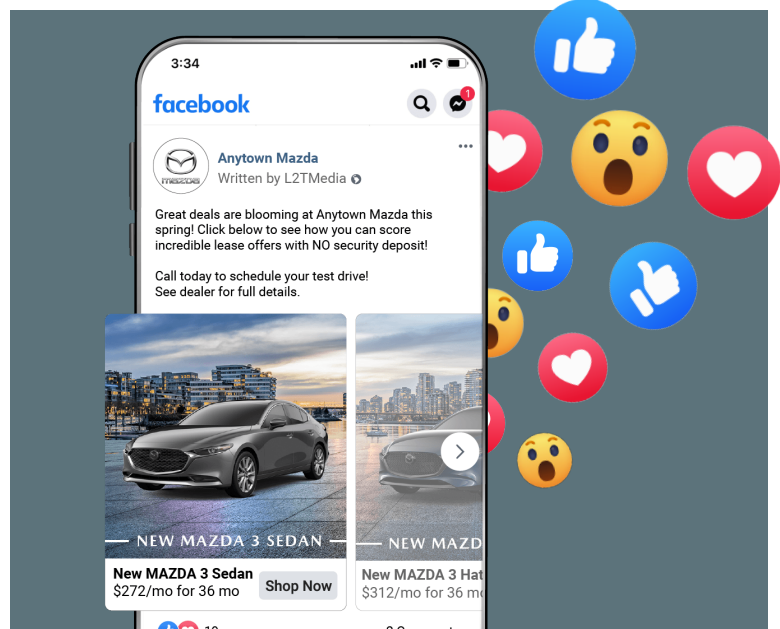 3:34
facebook
1
Anytown Mazda
mazda
Written by L2TMedia
Great deals are blooming at Anytown Mazda this
spring! Click below to see how you can score
incredible lease offers with NO security deposit!
Call today to schedule your test drive!
See dealer for full details.
NEW MAZDA 3 SEDAN
NEW MAZD
New MAZDA 3 Sedan
$272/mo for 36 mo
Shop Now
New MAZDA 3 Hat
$312/mo for 36 mo